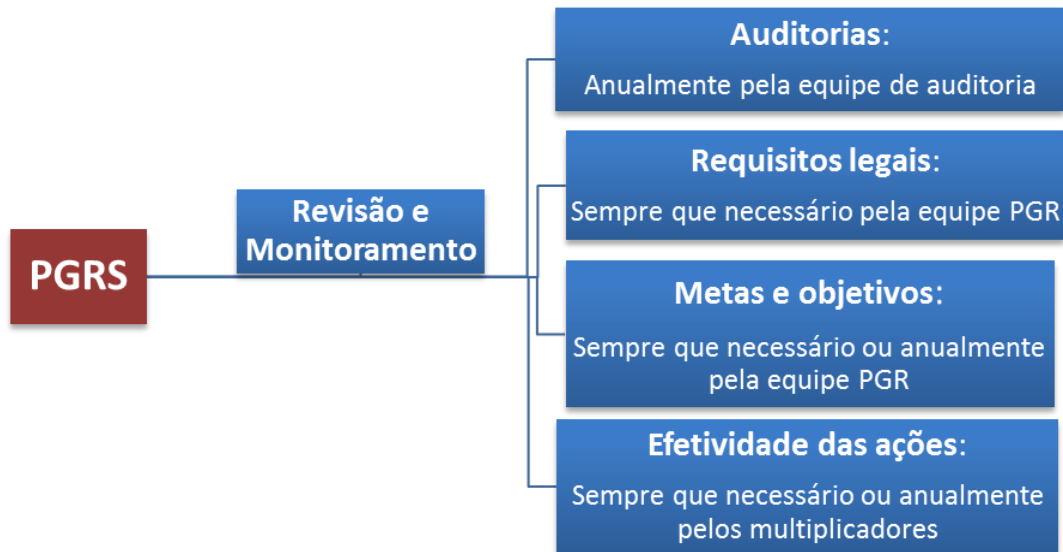 PGRS
Revisão e
Monitoramento
Auditorias:
Anualmente pela equipe de auditoria
Requisitos legais:
Sempre que necessário pela equipe PGR
Metas e objetivos:
Sempre que necessário ou anualmente
pela equipe PGR
Efetividade das ações:
Sempre que necessário ou anualmente
pelos multiplicadores